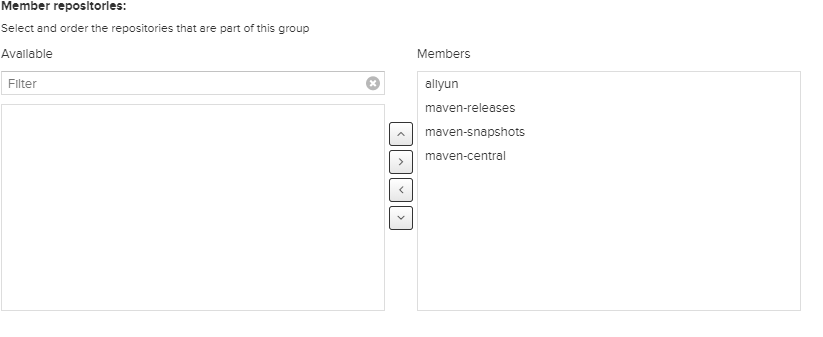 Member repositories:
Select and order the repositories that are part of this group
Available
Members
Filter
aliyun
maven-releases
maven-snapshots
maven-central